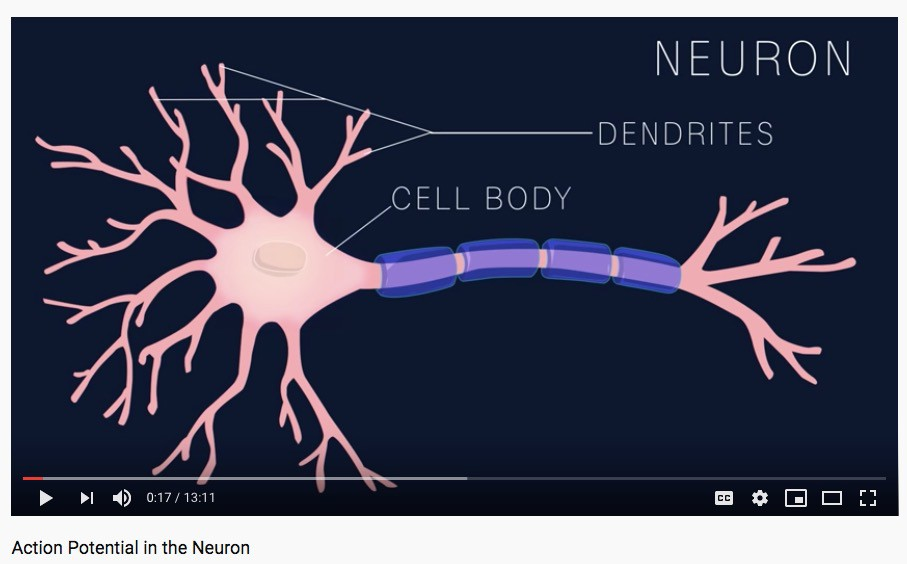 NEURON
DENDRITES
CELL BODY
0:17 / 13:11
CC
Action Potential in the Neuron